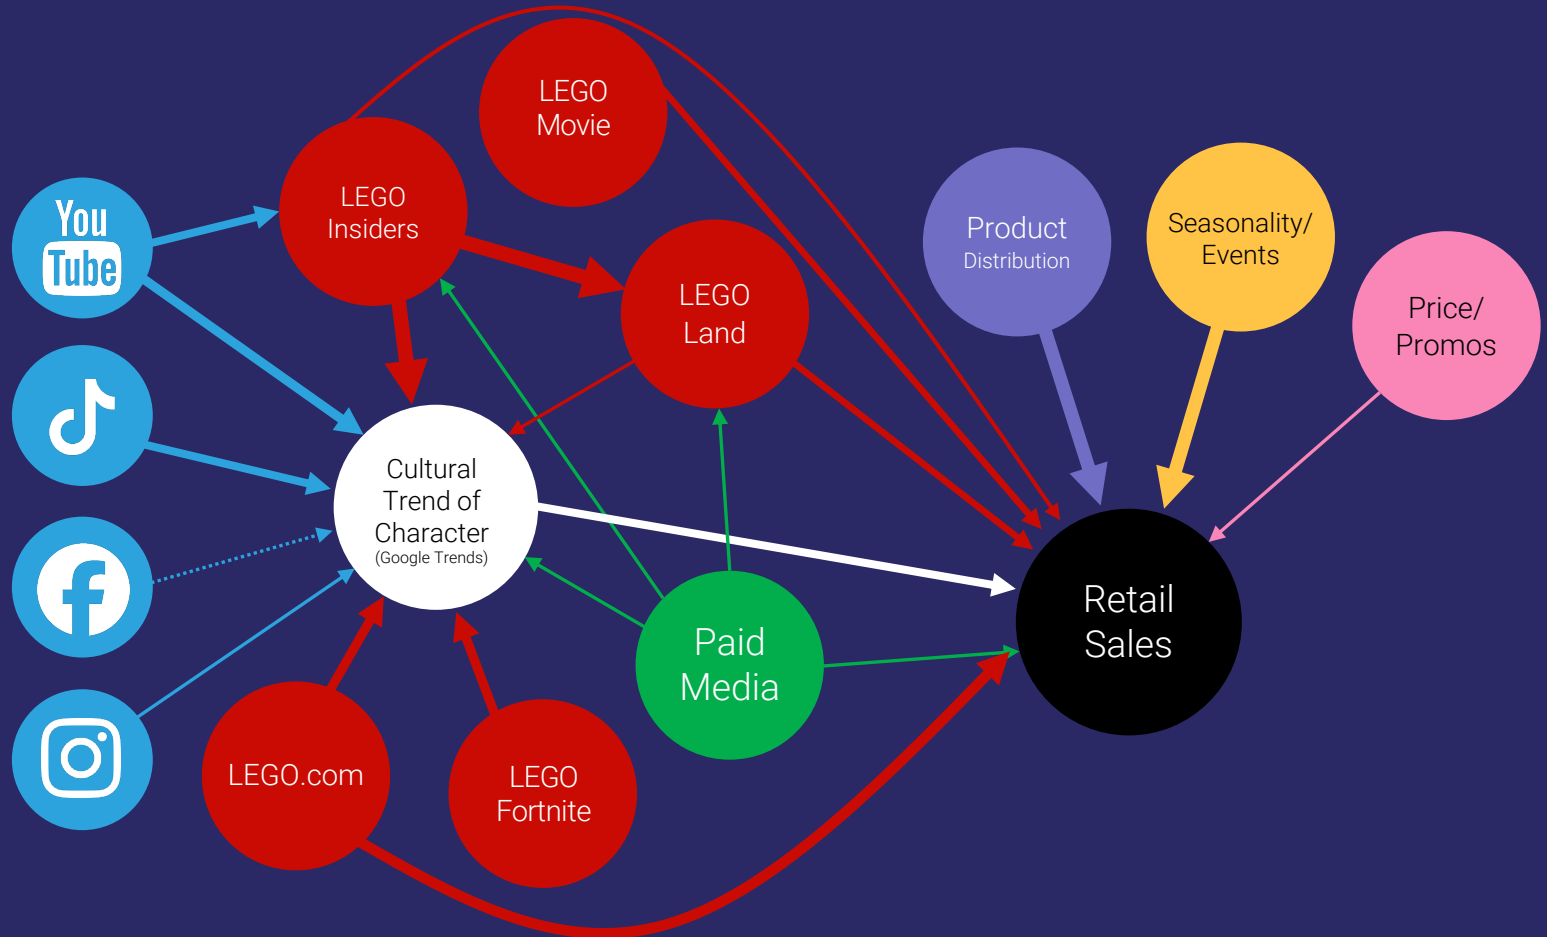 LEGO
Movie
You
Tube
LEGO
Insiders
LEGO
Land
Product
Distribution
Seasonality/
Events
Price/
Promos
Cultural
Trend of
Character
(Google Trends)
Paid
Media
Retail
Sales
LEGO.com
LEGO
Fortnite